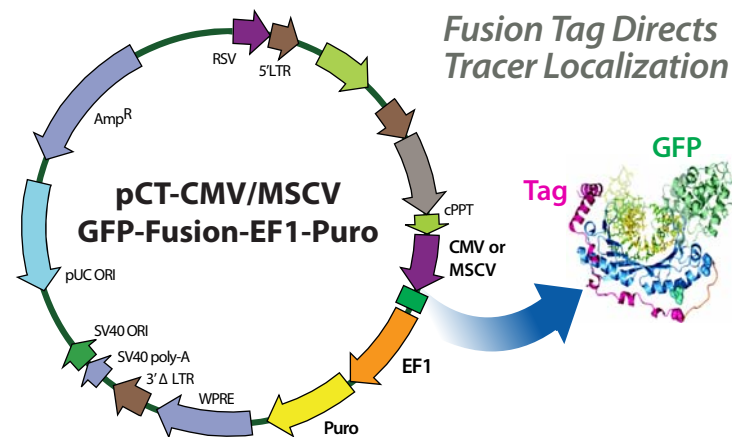 Fusion Tag Directs
Tracer Localization
RSV
5'LTR
AmpR
GFP
Tag
pCT-CMV/MSCV
GFP-Fusion-EF1-Puro
cPPT
CMV or
MSCV
pUC ORI
SV40 ORI
SV40 poly-A
3' Δ LTR
WPRE
EF1
Puro